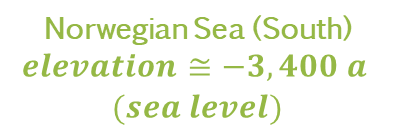 Norwegian Sea (South)
elevation ≅ −3,400 a
(sea level)